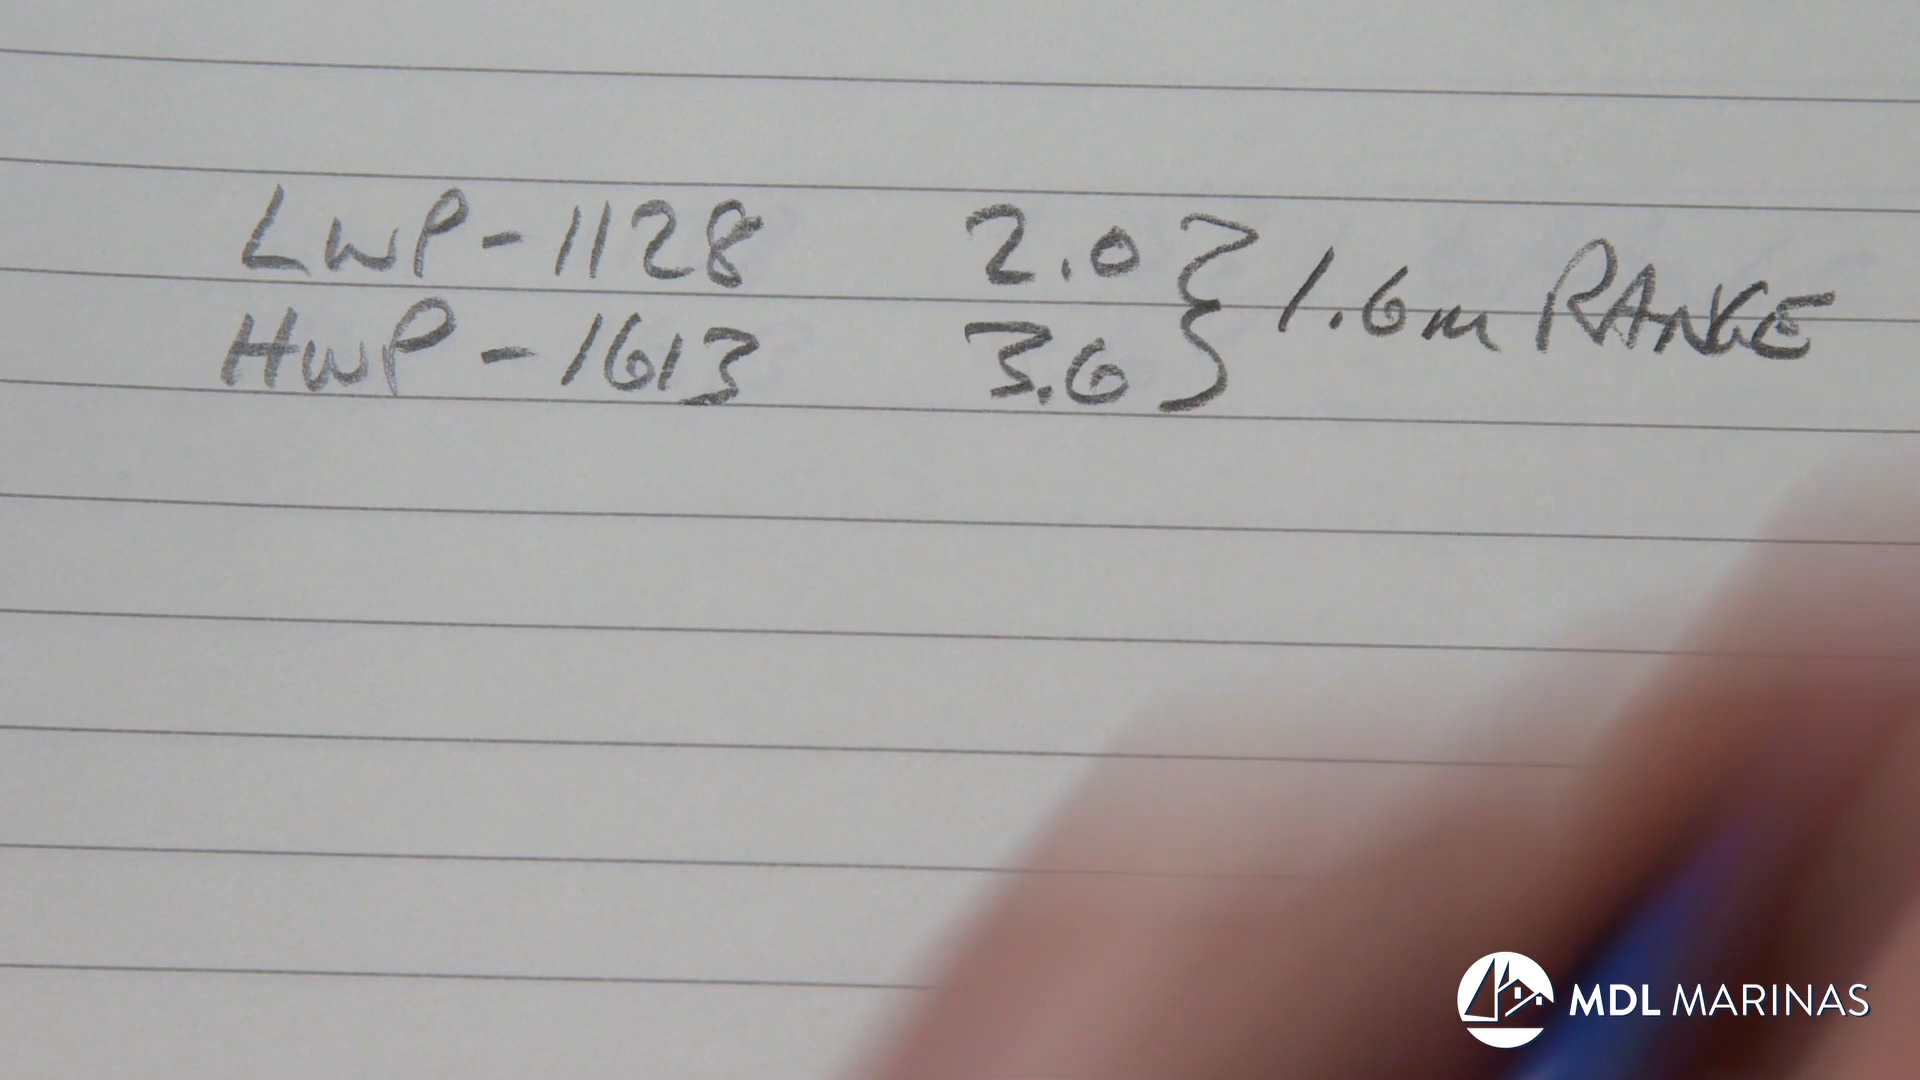 LWP - 1128 2.0
HWP - 1613 3.6
} 1.6m RANGE
MDL MARINAS